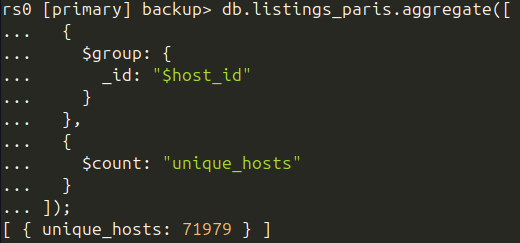 rs0 [primary] backup> db.listings_paris.aggregate([
...   {
...     $group: {
...       _id: "$host_id"
...     }
...   },
...   {
...     $count: "unique_hosts"
...   }
... ]);
[ { unique_hosts: 71979 } ]